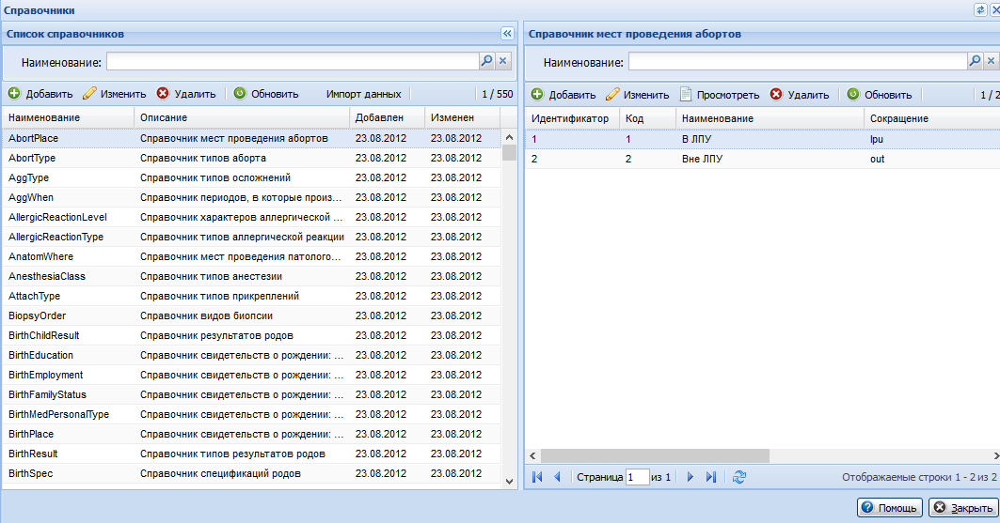 Справочники
Список справочников
Наименование:
Добавить Изменить Удалить Обновить Импорт данных 1 / 550
Наименование Описание Добавлен Изменен
AbortPlace Справочник мест проведения абортов 23.08.2012 23.08.2012
AbortType Справочник типов аборта 23.08.2012 23.08.2012
AggType Справочник типов осложнений 23.08.2012 23.08.2012
AggWhen Справочник периодов, в которые произ... 23.08.2012 23.08.2012
AllergicReactionLevel Справочник характеров аллергической ... 23.08.2012 23.08.2012
AllergicReactionType Справочник типов аллергической реакции 23.08.2012 23.08.2012
AnatomWhere Справочник мест проведения патолого... 23.08.2012 23.08.2012
AnesthesiaClass Справочник типов анестезии 23.08.2012 23.08.2012
AttachType Справочник типов прикреплений 23.08.2012 23.08.2012
BiopsyOrder Справочник видов биопсии 23.08.2012 23.08.2012
BirthChildResult Справочник результатов родов 23.08.2012 23.08.2012
BirthEducation Справочник свидетельств о рождении: ... 23.08.2012 23.08.2012
BirthEmployment Справочник свидетельств о рождении: ... 23.08.2012 23.08.2012
BirthFamilyStatus Справочник свидетельств о рождении: ... 23.08.2012 23.08.2012
BirthMedPersonalType Справочник свидетельств о рождении: ... 23.08.2012 23.08.2012
BirthPlace Справочник свидетельств о рождении: ... 23.08.2012 23.08.2012
BirthResult Справочник типов результатов родов 23.08.2012 23.08.2012
BirthSpec Справочник спецификаций родов 23.08.2012 23.08.2012
Справочник мест проведения абортов
Наименование:
Добавить Изменить Просмотреть Удалить Обновить 1 / 2
Идентификатор Код Наименование Сокращение
1 1 В ЛПУ lpu
2 2 Вне ЛПУ out
Страница 1 из 1 Отображаемые строки 1 - 2 из 2
Помощь Закрыть